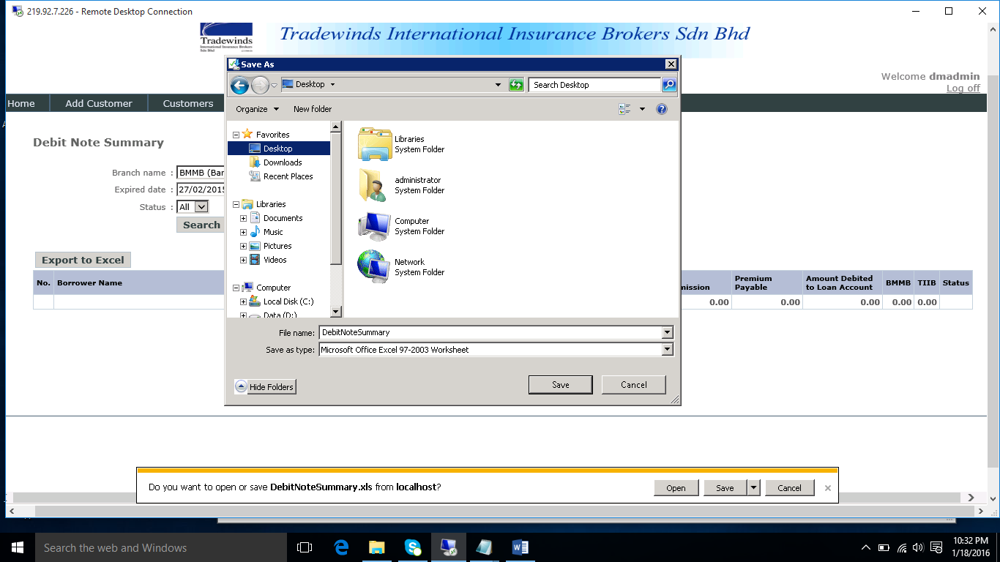 219.92.7.226 - Remote Desktop Connection
Tradewinds
International Insurance Brokers
Sdn Bhd
Tradewinds International Insurance Brokers Sdn Bhd
Welcome dmadmin
Log off
Home
Add Customer
Customers
Debit Note Summary
Branch name :
BMMB (Bar
Expired date :
27/02/2015
Status :
All
Search
Export to Excel
No.
Borrower Name
mission
Premium
Payable
Amount Debited
to Loan Account
BMMB
TIIB
Status
0.00
0.00
0.00
0.00
0.00
Save As
Desktop
Search Desktop
Organize
New folder
Favorites
Desktop
Downloads
Recent Places
Libraries
Documents
Music
Pictures
Videos
Computer
Local Disk (C:)
Data (D:)
Libraries
System Folder
administrator
System Folder
Computer
System Folder
Network
System Folder
File name:
DebitNoteSummary
Save as type:
Microsoft Office Excel 97-2003 Worksheet
Hide Folders
Save
Cancel
Do you want to open or save DebitNoteSummary.xls from localhost?
Open
Save
Cancel
Search the web and Windows
10:32 PM
1/18/2016